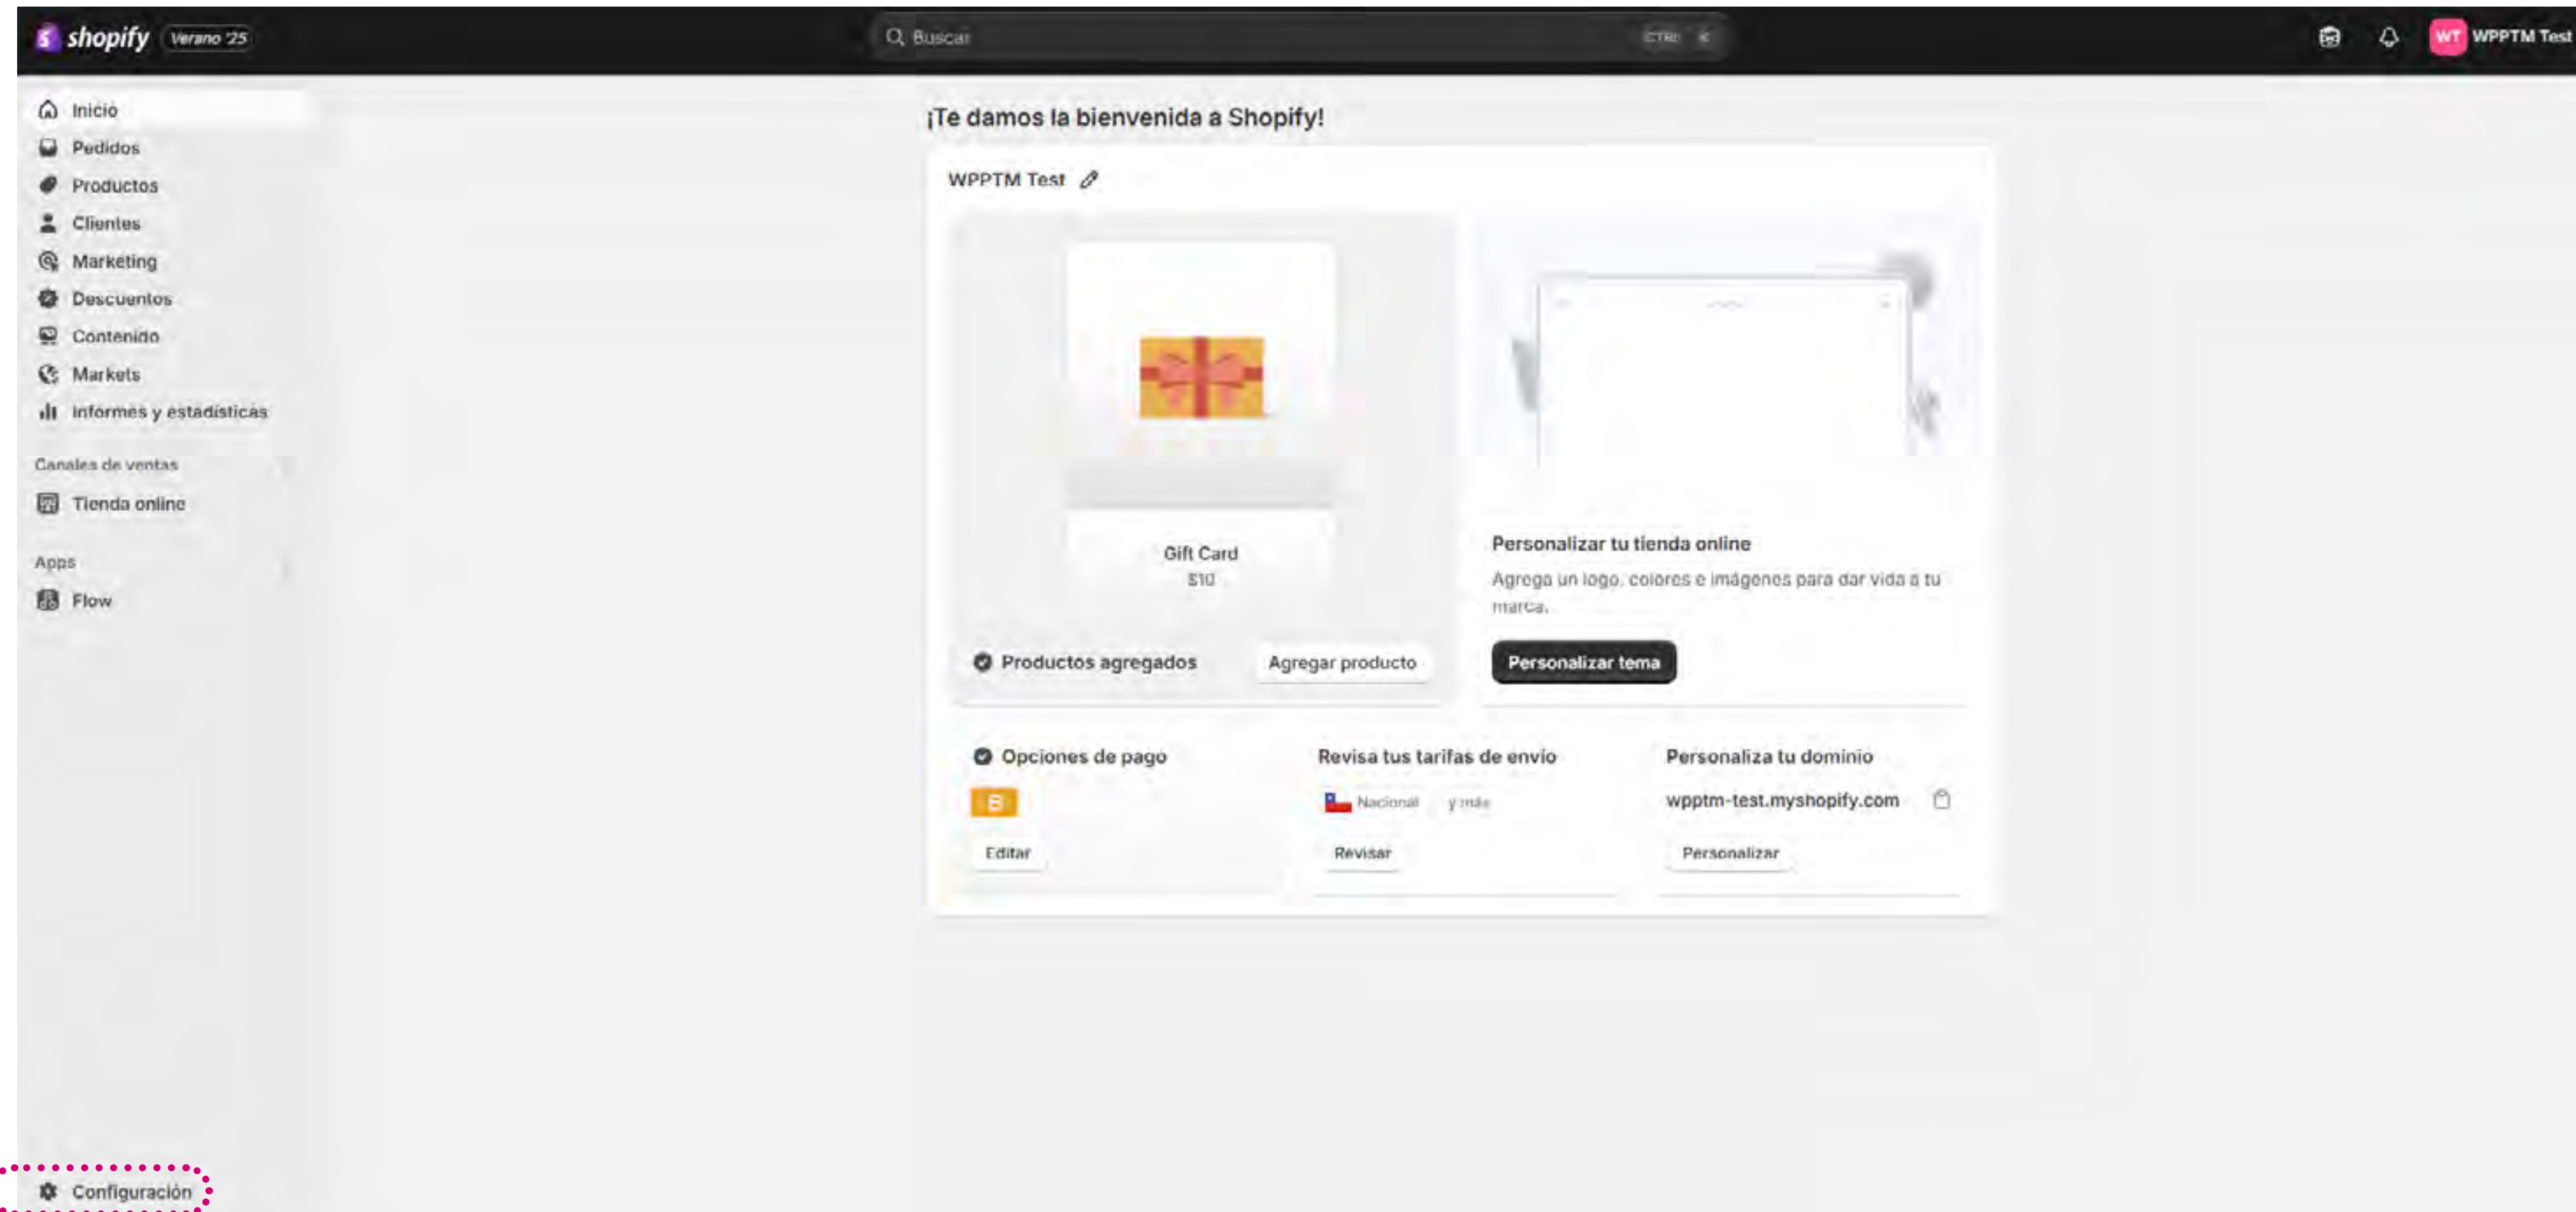 shopify Verano '25
Buscar
CTRL K
WT WPPTM Test
Inicio
Pedidos
Productos
Clientes
Marketing
Descuentos
Contenido
Markets
Informes y estadísticas
Canales de ventas
Tienda online
Apps
Flow
Configuración
¡Te damos la bienvenida a Shopify!
WPPTM Test
Gift Card
$10
Productos agregados
Agregar producto
Personalizar tu tienda online
Agrega un logo, colores e imágenes para dar vida a tu
marca.
Personalizar tema
Opciones de pago
B
Editar
Revisa tus tarifas de envío
Nacional y más
Revisar
Personaliza tu dominio
wpptm-test.myshopify.com
Personalizar